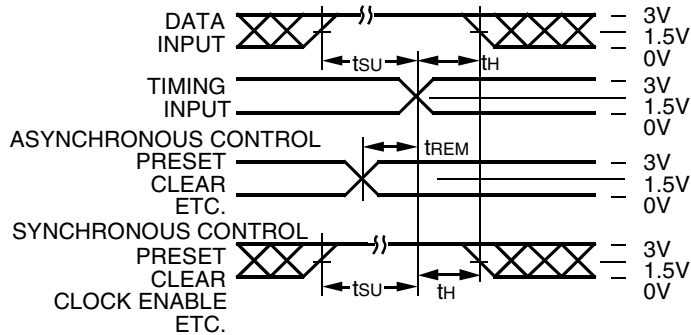 DATA
INPUT
3V
1.5V
0V
tSU
tH
TIMING
INPUT
3V
1.5V
0V
ASYNCHRONOUS CONTROL
PRESET
CLEAR
ETC.
tREM
3V
1.5V
0V
SYNCHRONOUS CONTROL
PRESET
CLEAR
CLOCK ENABLE
ETC.
tSU
tH
3V
1.5V
0V